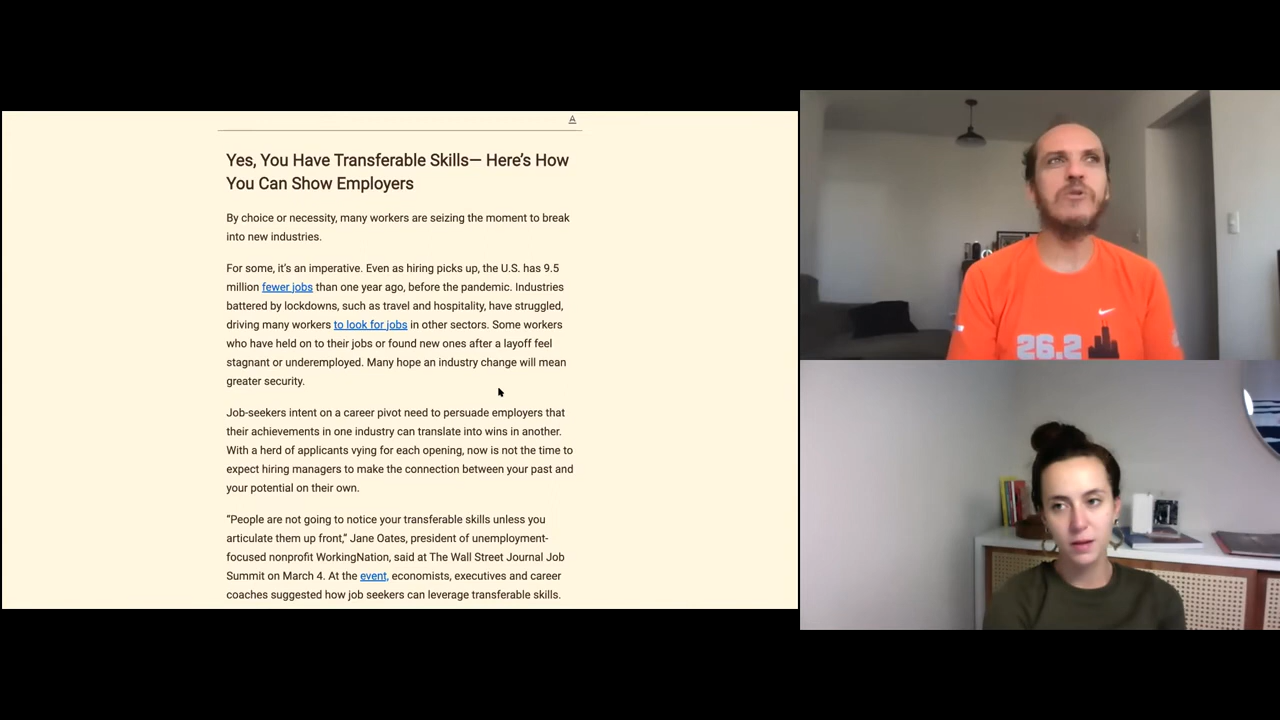 A
Yes, You Have Transferable Skills— Here’s How
You Can Show Employers
By choice or necessity, many workers are seizing the moment to break
into new industries.
For some, it’s an imperative. Even as hiring picks up, the U.S. has 9.5
million fewer jobs than one year ago, before the pandemic. Industries
battered by lockdowns, such as travel and hospitality, have struggled,
driving many workers to look for jobs in other sectors. Some workers
who have held on to their jobs or found new ones after a layoff feel
stagnant or underemployed. Many hope an industry change will mean
greater security.
Job-seekers intent on a career pivot need to persuade employers that
their achievements in one industry can translate into wins in another.
With a herd of applicants vying for each opening, now is not the time to
expect hiring managers to make the connection between your past and
your potential on their own.
“People are not going to notice your transferable skills unless you
articulate them up front,” Jane Oates, president of unemployment-
focused nonprofit WorkingNation, said at The Wall Street Journal Job
Summit on March 4. At the event, economists, executives and career
coaches suggested how job seekers can leverage transferable skills.
26.2